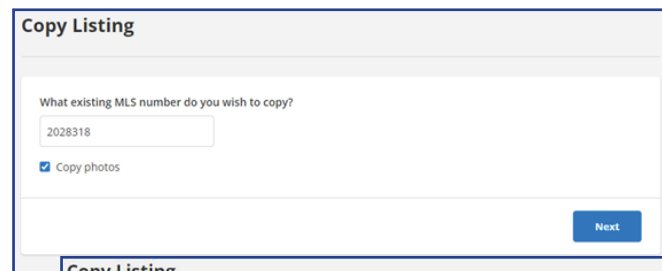 Copy Listing
What existing MLS number do you wish to copy?
2028318
Copy photos
Next
Copy Listing